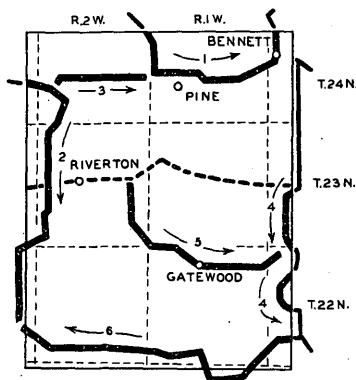 R.2W. R.1W.
BENNETT
1
T.24N.
3
PINE
2
RIVERTON
T.23N.
4
5
GATEWOOD
4
T.22N.
6